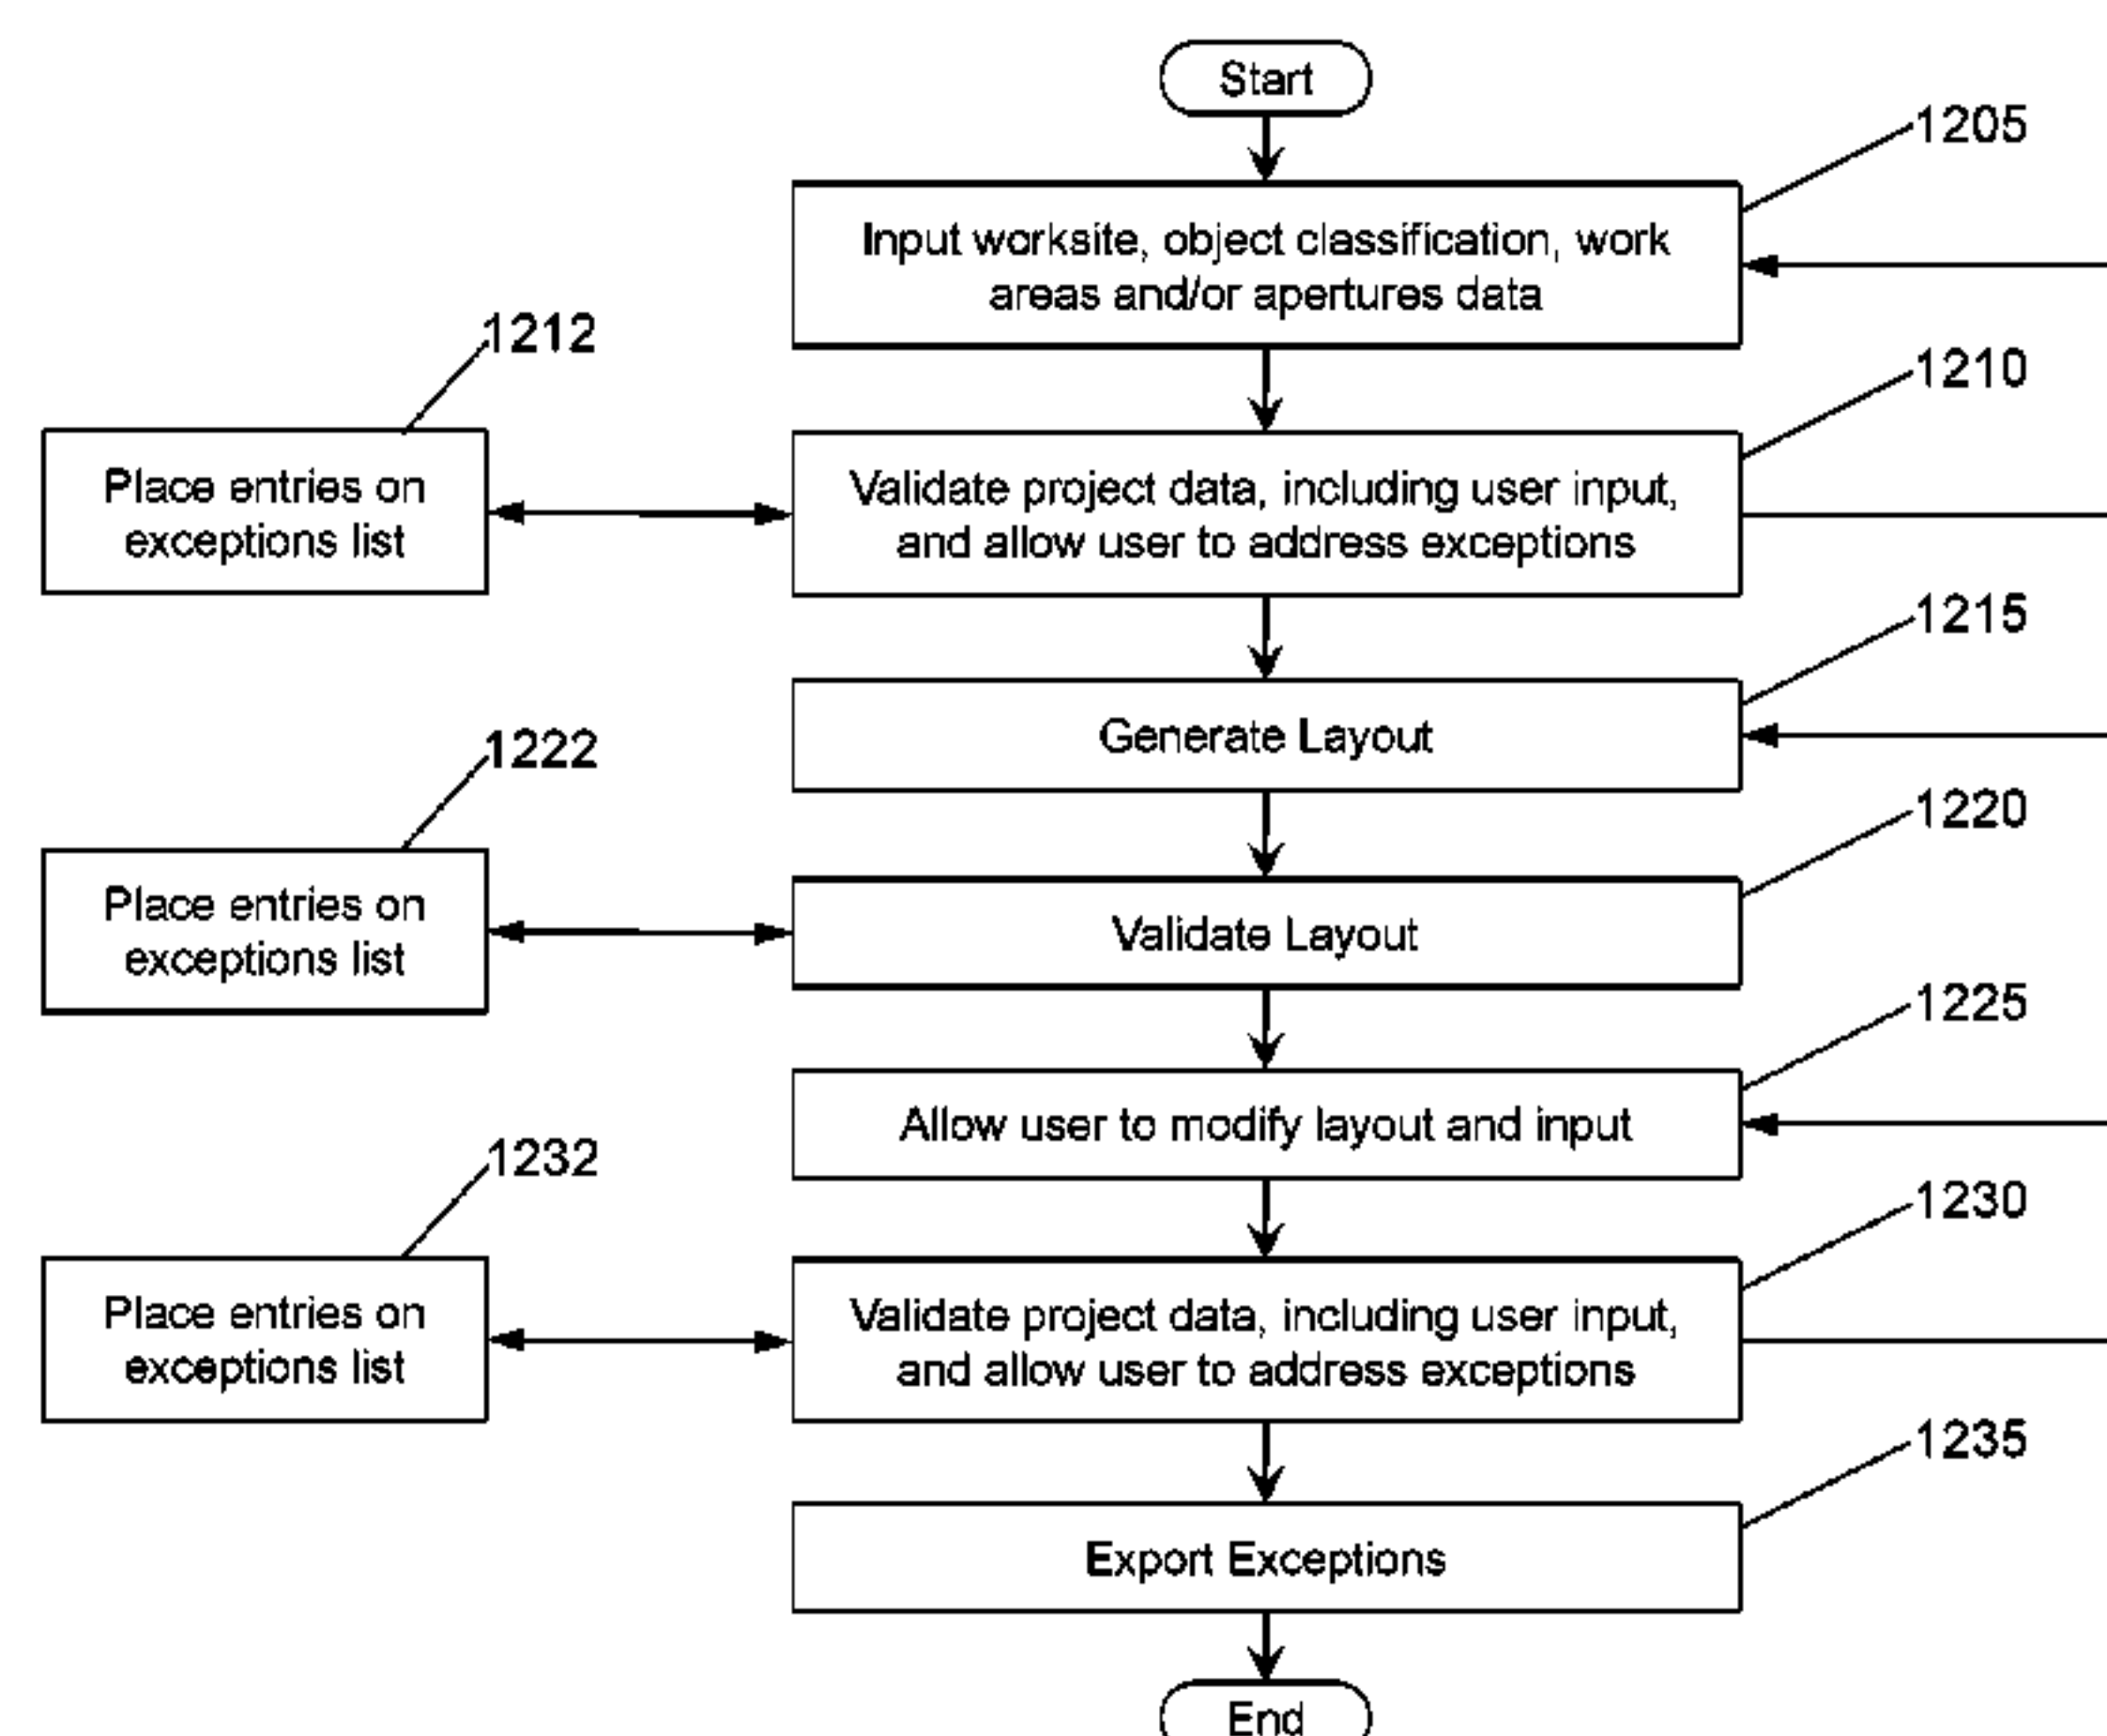 Start
1205
Input worksite, object classification, work
areas and/or apertures data
1212
1210
Place entries on
exceptions list
Validate project data, including user input,
and allow user to address exceptions
1215
Generate Layout
1222
1220
Place entries on
exceptions list
Validate Layout
1225
Allow user to modify layout and input
1232
1230
Place entries on
exceptions list
Validate project data, including user input,
and allow user to address exceptions
1235
Export Exceptions
End